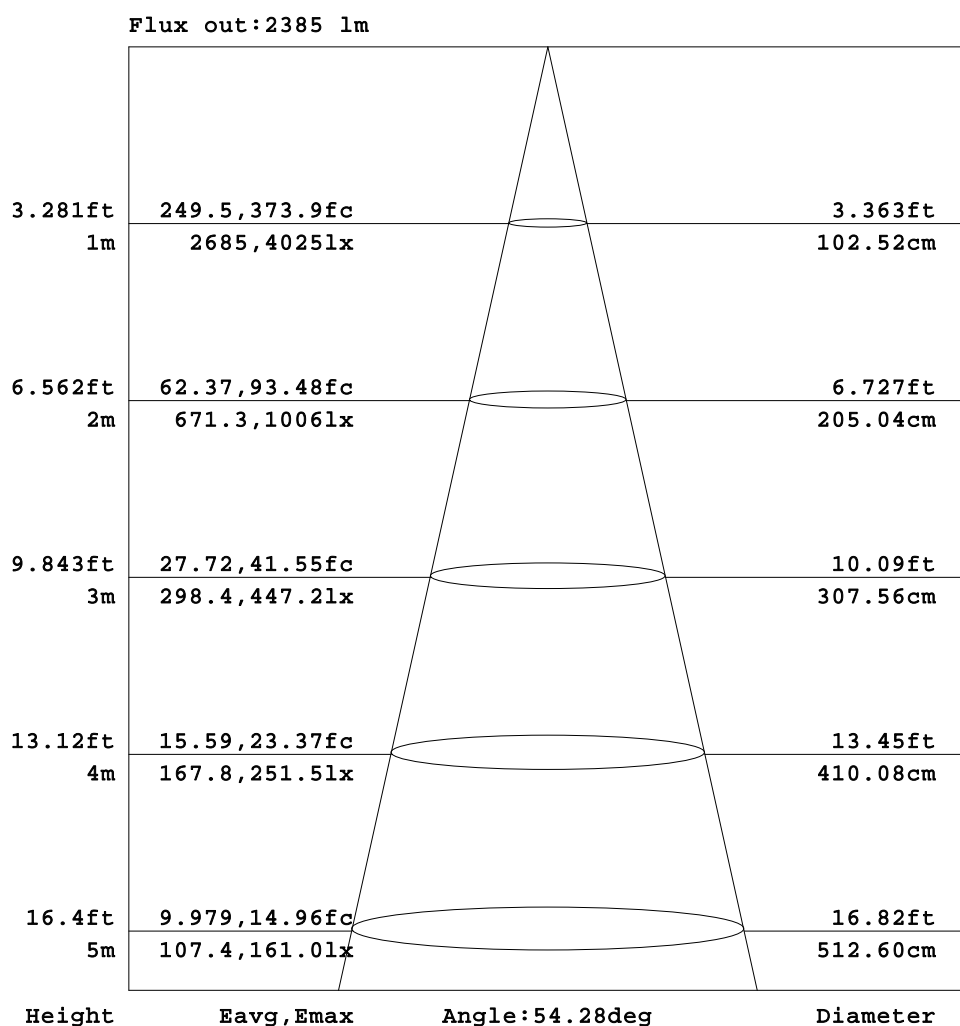 Flux out:2385 lm
3.281ft 249.5,373.9fc 3.363ft
1m 2685,4025lx 102.52cm
6.562ft 62.37,93.48fc 6.727ft
2m 671.3,1006lx 205.04cm
9.843ft 27.72,41.55fc 10.09ft
3m 298.4,447.2lx 307.56cm
13.12ft 15.59,23.37fc 13.45ft
4m 167.8,251.5lx 410.08cm
16.4ft 9.979,14.96fc 16.82ft
5m 107.4,161.0lx 512.60cm
Height Eavg,Emax Angle:54.28deg Diameter